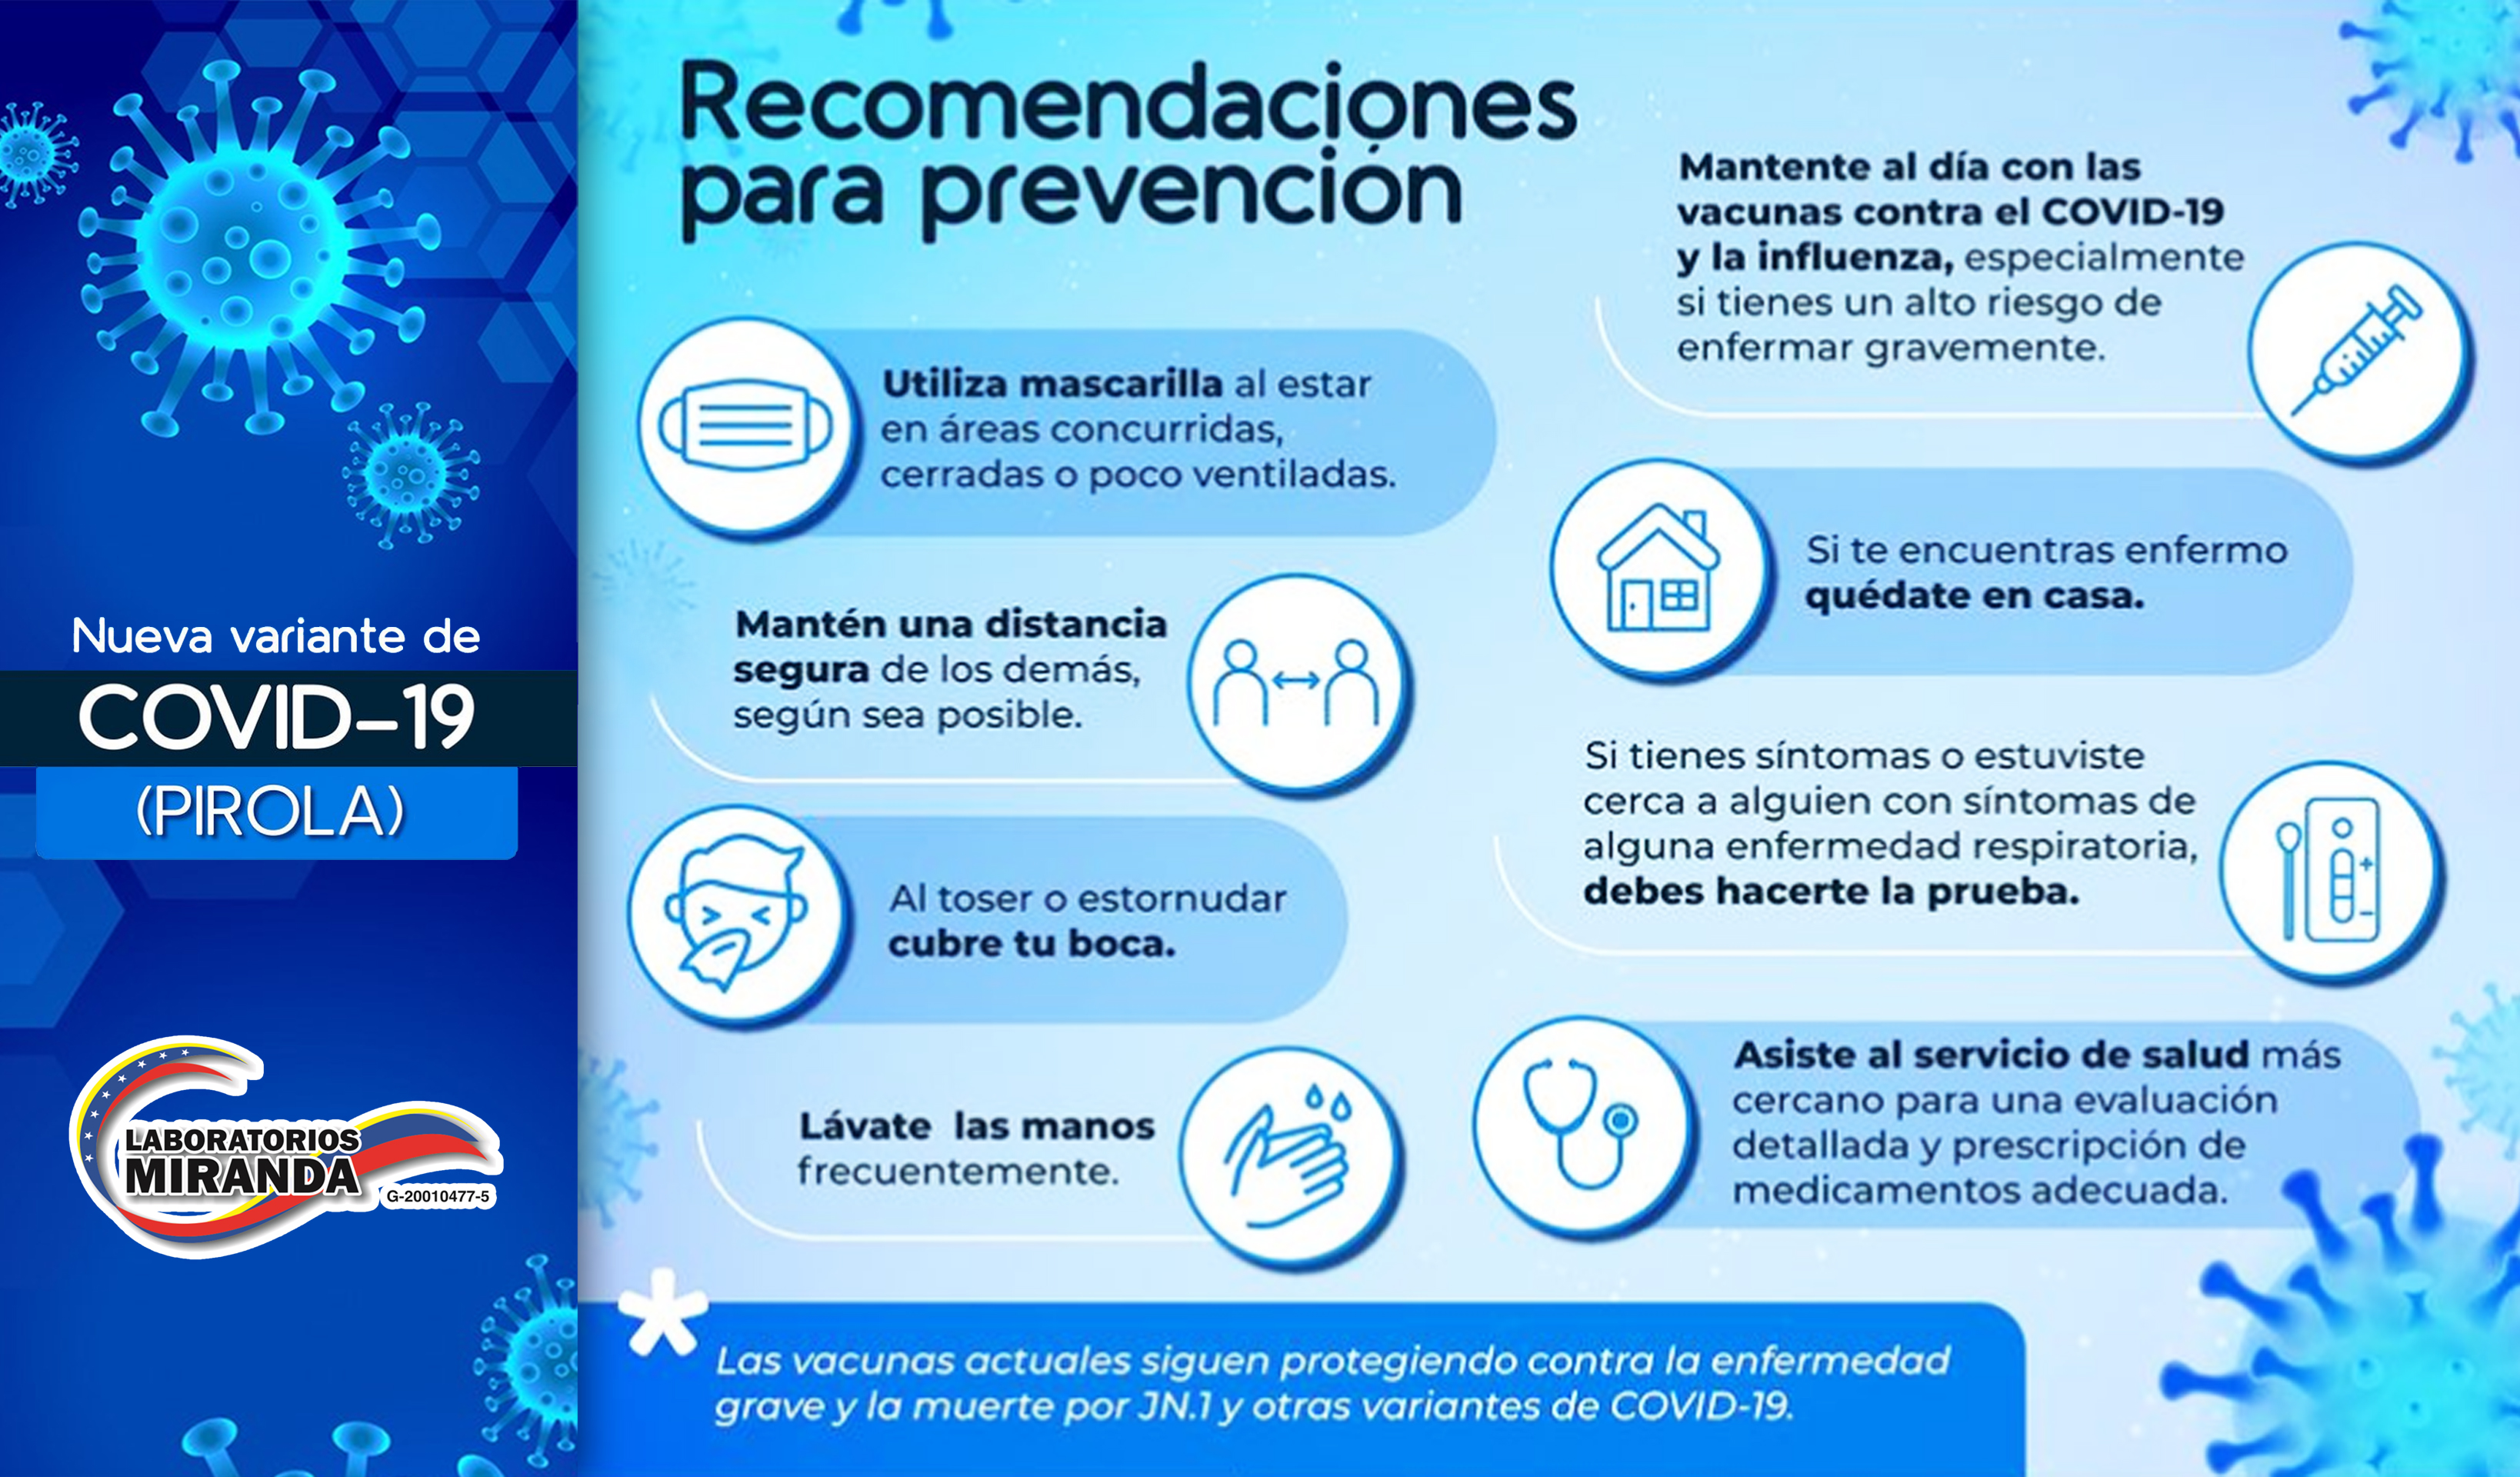 Nueva variante de
COVID-19
(PIROLA)
LABORATORIOS
MIRANDA
G-20010477-5
Recomendaciones
para prevención
Utiliza mascarilla al estar
en áreas concurridas,
cerradas o poco ventiladas.
Mantén una distancia
segura de los demás,
según sea posible.
Al toser o estornudar
cubre tu boca.
Lávate las manos
frecuentemente.
Mantente al día con las
vacunas contra el COVID-19
y la influenza, especialmente
si tienes un alto riesgo de
enfermar gravemente.
Si te encuentras enfermo
quédate en casa.
Si tienes síntomas o estuviste
cerca a alguien con síntomas de
alguna enfermedad respiratoria,
debes hacerte la prueba.
Asiste al servicio de salud más
cercano para una evaluación
detallada y prescripción de
medicamentos adecuada.
* Las vacunas actuales siguen protegiendo contra la enfermedad
grave y la muerte por JN.1 y otras variantes de COVID-19.